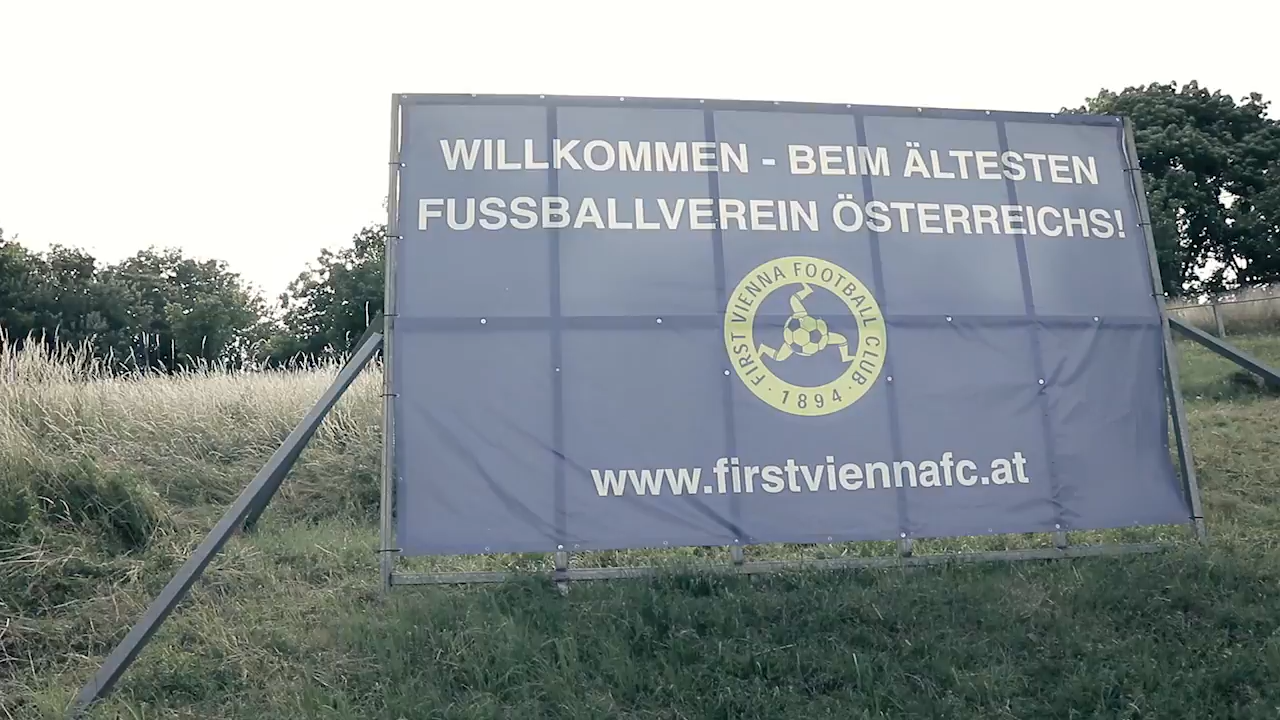 WILLKOMMEN - BEIM ÄLTESTEN
FUSSBALLVEREIN ÖSTERREICHS!
FIRST VIENNA FOOTBALL CLUB
· 1894 ·
www.firstviennafc.at